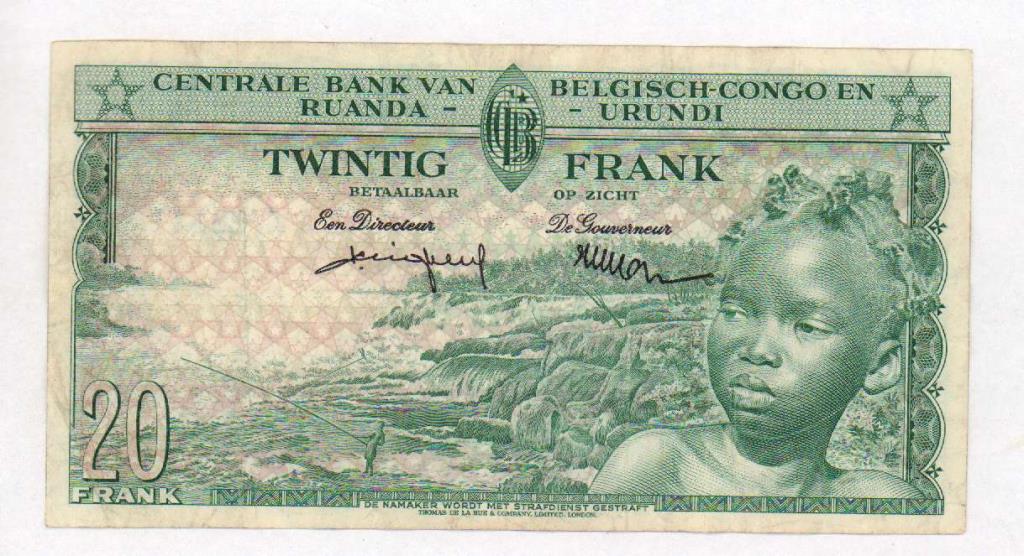 CENTRALE BANK VAN BELGISCH-CONGO EN
RUANDA - - URUNDI
TWINTIG FRANK
BETAALBAAR OP ZICHT
Een Directeur De Gouverneur
20
FRANK
DE NAMAKER WORDT MET STRAFDIENST GESTRAFT
THOMAS DE LA RUE & COMPANY, LIMITED, LONDON.